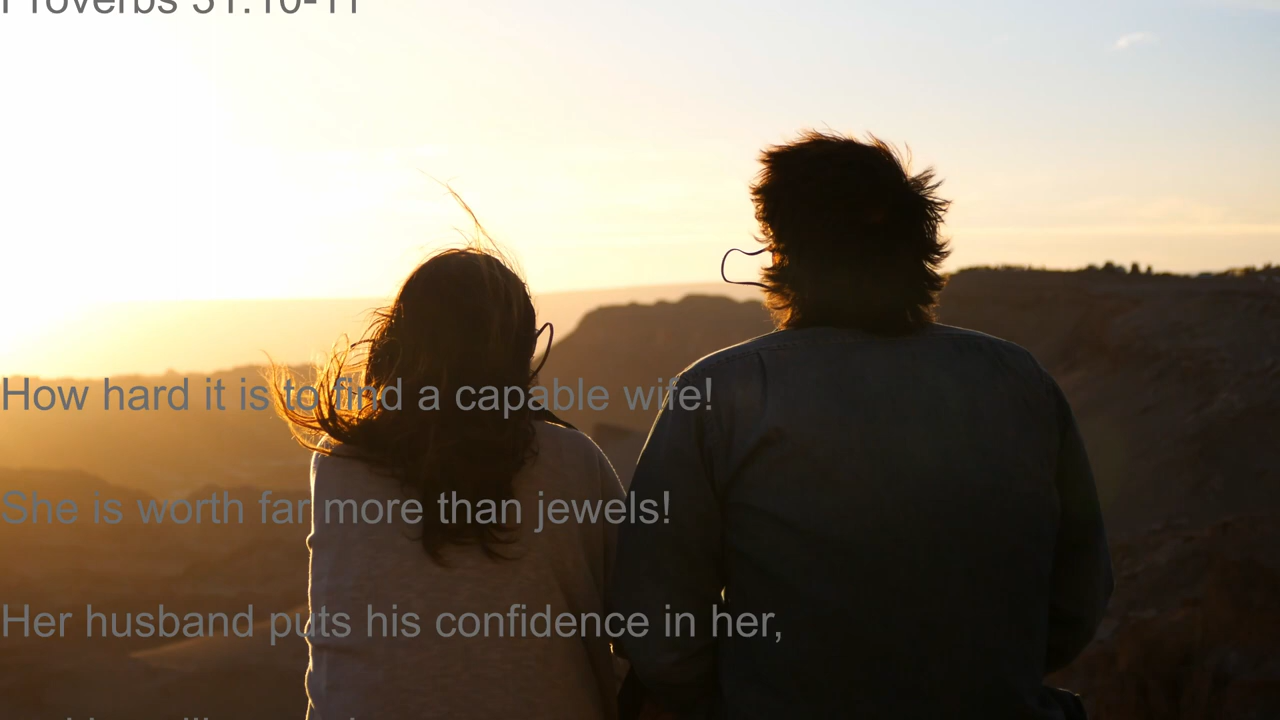 Proverbs 31:10-11
How hard it is to find a capable wife!
She is worth far more than jewels!
Her husband puts his confidence in her,